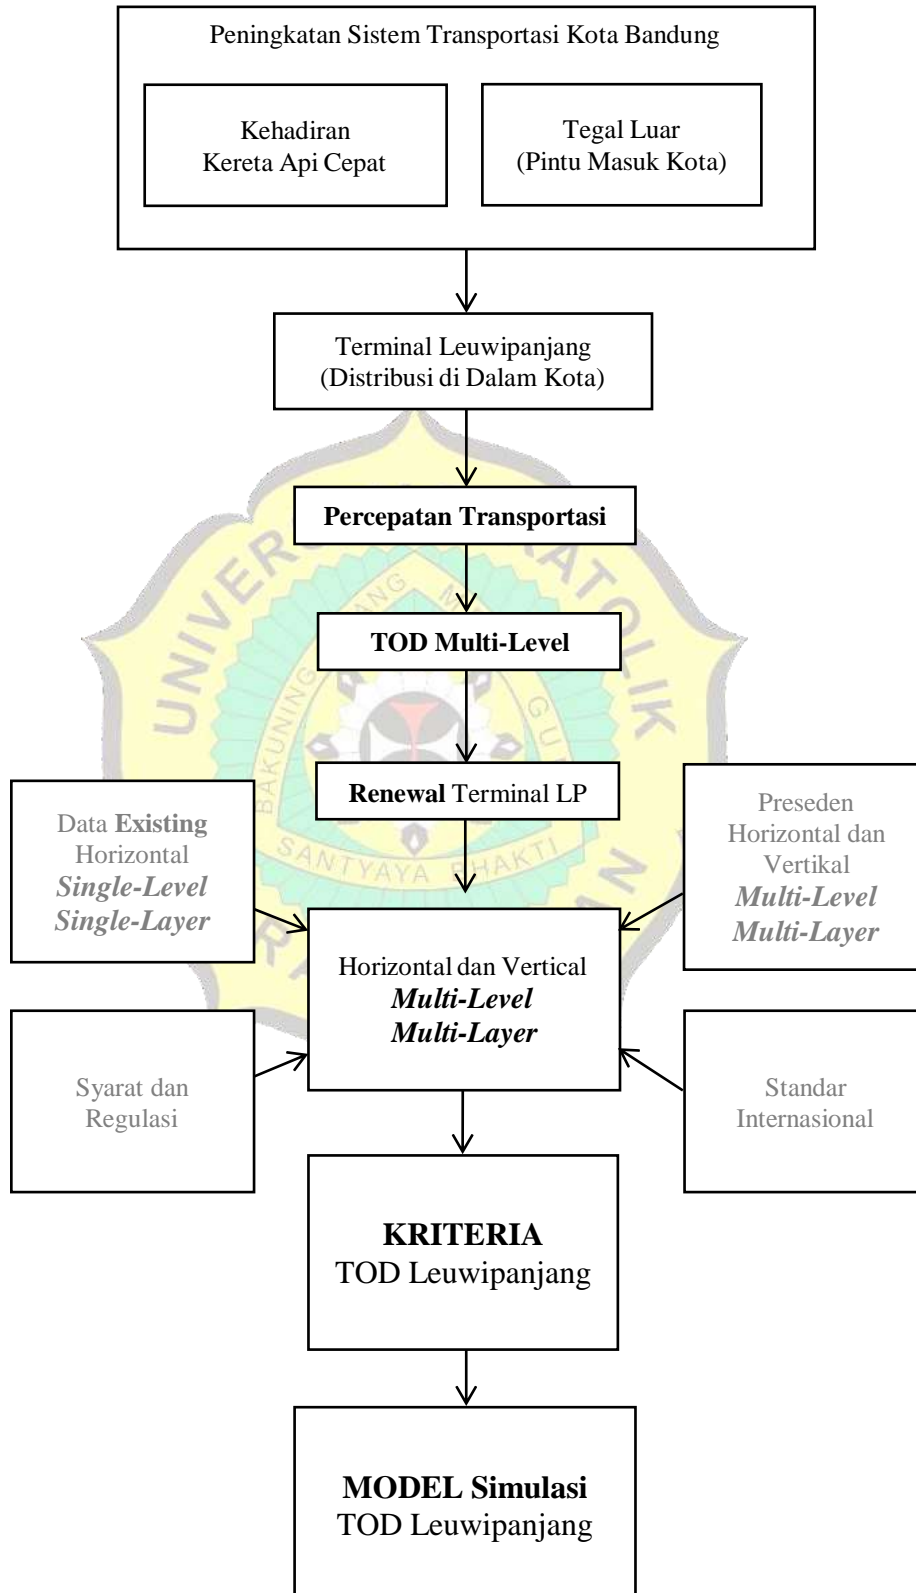 Peningkatan Sistem Transportasi Kota Bandung
Kehadiran
Kereta Api Cepat
Tegal Luar
(Pintu Masuk Kota)
Terminal Leuwipanjang
(Distribusi di Dalam Kota)
Percepatan Transportasi
TOD Multi-Level
Renewal Terminal LP
Data Existing
Horizontal
Single-Level
Single-Layer
Preseden
Horizontal dan
Vertikal
Multi-Level
Multi-Layer
Horizontal dan Vertical
Multi-Level
Multi-Layer
Syarat dan
Regulasi
Standar
Internasional
KRITERIA
TOD Leuwipanjang
MODEL Simulasi
TOD Leuwipanjang
BAKUNING
SANTYAYA BHAKTI